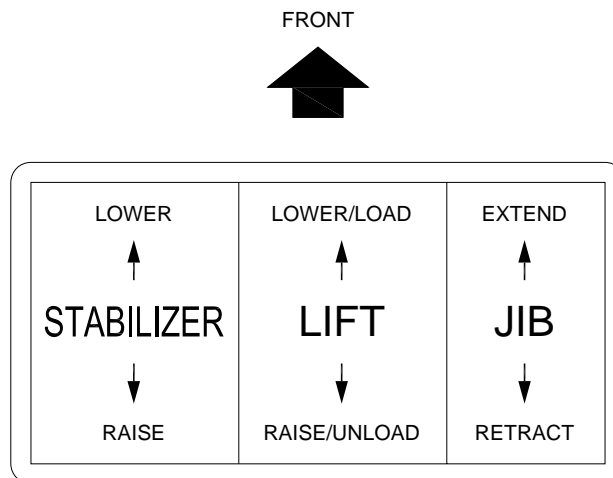 FRONT
LOWER
LOWER/LOAD
EXTEND
STABILIZER
LIFT
JIB
RAISE
RAISE/UNLOAD
RETRACT